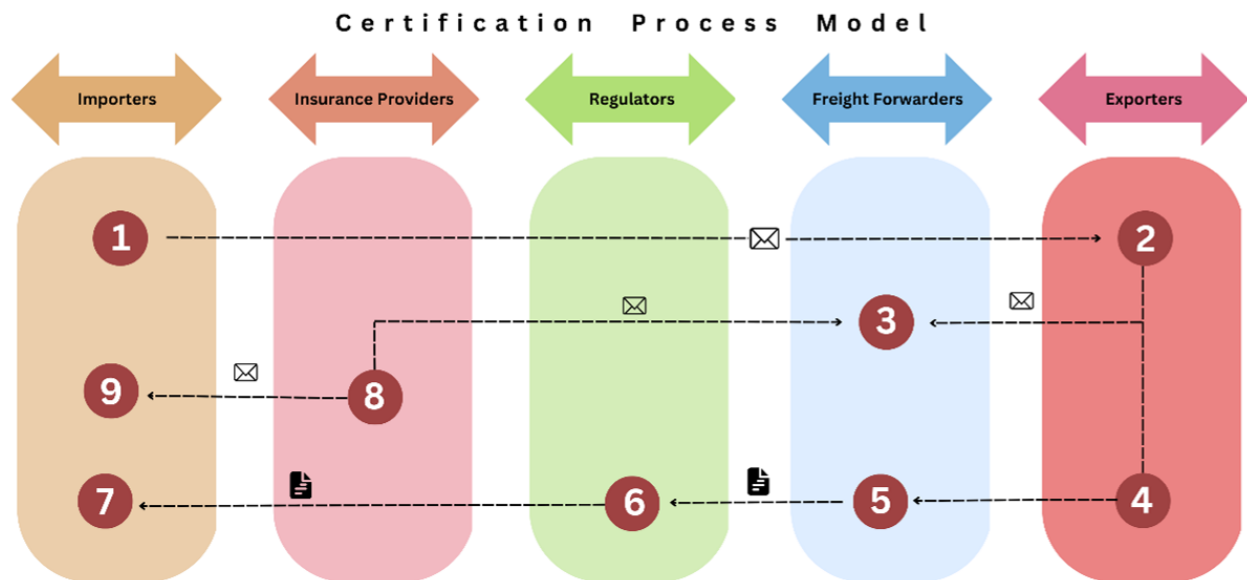 Certification Process Model
Importers
Insurance Providers
Regulators
Freight Forwarders
Exporters
1
2
3
9
8
7
6
5
4